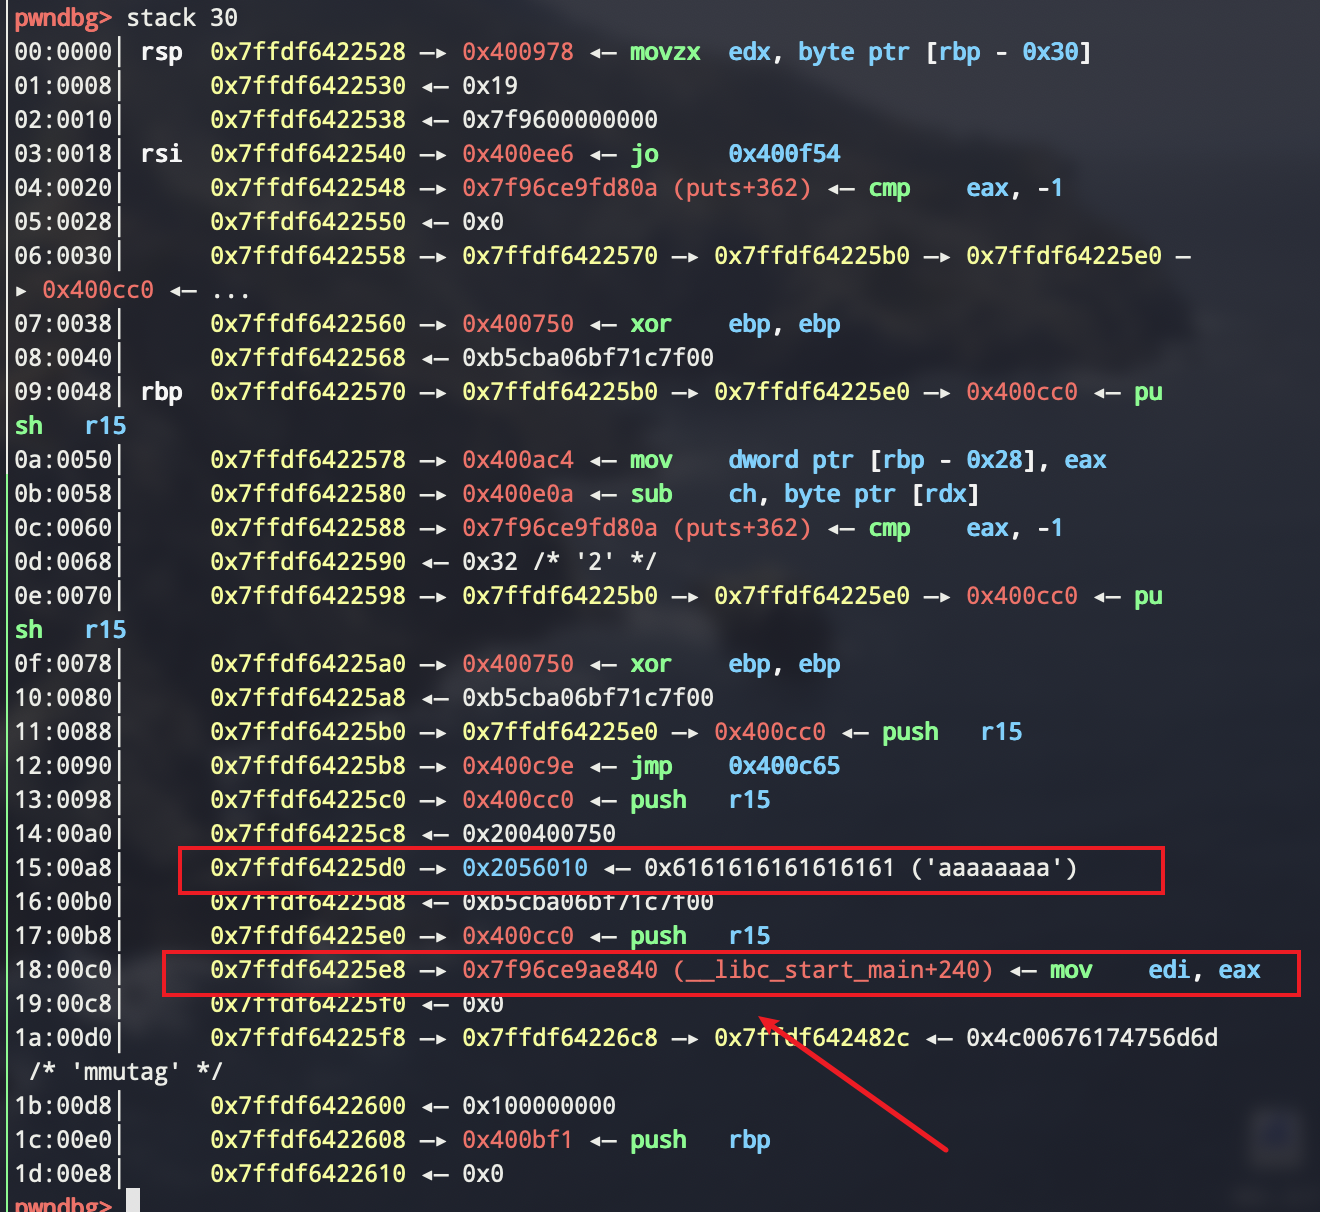 pwndbg> stack 30
00:0000│ rsp 0x7ffdf6422528 —▸ 0x400978 ◂— movzx edx, byte ptr [rbp - 0x30]
01:0008│ 0x7ffdf6422530 ◂— 0x19
02:0010│ 0x7ffdf6422538 ◂— 0x7f9600000000
03:0018│ rsi 0x7ffdf6422540 —▸ 0x400ee6 ◂— jo 0x400f54
04:0020│ 0x7ffdf6422548 —▸ 0x7f96ce9fd80a (puts+362) ◂— cmp eax, -1
05:0028│ 0x7ffdf6422550 ◂— 0x0
06:0030│ 0x7ffdf6422558 —▸ 0x7ffdf6422570 —▸ 0x7ffdf64225b0 —▸ 0x7ffdf64225e0 —
▸ 0x400cc0 ◂— ...
07:0038│ 0x7ffdf6422560 —▸ 0x400750 ◂— xor ebp, ebp
08:0040│ 0x7ffdf6422568 ◂— 0xb5cba06bf71c7f00
09:0048│ rbp 0x7ffdf6422570 —▸ 0x7ffdf64225b0 —▸ 0x7ffdf64225e0 —▸ 0x400cc0 ◂— pu
sh r15
0a:0050│ 0x7ffdf6422578 —▸ 0x400ac4 ◂— mov dword ptr [rbp - 0x28], eax
0b:0058│ 0x7ffdf6422580 —▸ 0x400e0a ◂— sub ch, byte ptr [rdx]
0c:0060│ 0x7ffdf6422588 —▸ 0x7f96ce9fd80a (puts+362) ◂— cmp eax, -1
0d:0068│ 0x7ffdf6422590 ◂— 0x32 /* '2' */
0e:0070│ 0x7ffdf6422598 —▸ 0x7ffdf64225b0 —▸ 0x7ffdf64225e0 —▸ 0x400cc0 ◂— pu
sh r15
0f:0078│ 0x7ffdf64225a0 —▸ 0x400750 ◂— xor ebp, ebp
10:0080│ 0x7ffdf64225a8 ◂— 0xb5cba06bf71c7f00
11:0088│ 0x7ffdf64225b0 —▸ 0x7ffdf64225e0 —▸ 0x400cc0 ◂— push r15
12:0090│ 0x7ffdf64225b8 —▸ 0x400c9e ◂— jmp 0x400c65
13:0098│ 0x7ffdf64225c0 —▸ 0x400cc0 ◂— push r15
14:00a0│ 0x7ffdf64225c8 ◂— 0x200400750
15:00a8│ 0x7ffdf64225d0 —▸ 0x2056010 ◂— 0x6161616161616161 ('aaaaaaaa')
16:00b0│ 0x7ffdf64225d8 ◂— 0xb5cba06bf71c7f00
17:00b8│ 0x7ffdf64225e0 —▸ 0x400cc0 ◂— push r15
18:00c0│ 0x7ffdf64225e8 —▸ 0x7f96ce9ae840 (__libc_start_main+240) ◂— mov edi, eax
19:00c8│ 0x7ffdf64225f0 ◂— 0x0
1a:00d0│ 0x7ffdf64225f8 —▸ 0x7ffdf64226c8 —▸ 0x7ffdf642482c ◂— 0x4c00676174756d6d
/* 'mmutag' */
1b:00d8│ 0x7ffdf6422600 ◂— 0x100000000
1c:00e0│ 0x7ffdf6422608 —▸ 0x400bf1 ◂— push rbp
1d:00e8│ 0x7ffdf6422610 ◂— 0x0
pwndbg>